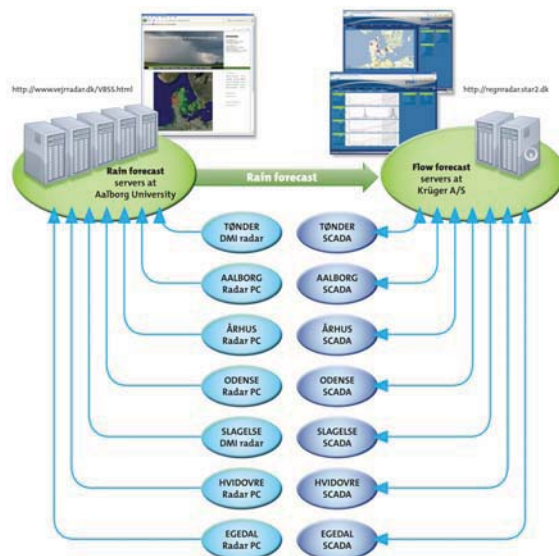 http://www.vejrradar.dk/VBSS.html
http://regnradar.star2.dk
Rain forecast
servers at
Aalborg University
Rain forecast
Flow forecast
servers at
Krüger A/S
TØNDER
DMI radar
TØNDER
SCADA
AALBORG
Radar PC
AALBORG
SCADA
ÅRHUS
Radar PC
ÅRHUS
SCADA
ODENSE
Radar PC
ODENSE
SCADA
SLAGELSE
DMI radar
SLAGELSE
SCADA
HVIDOVRE
Radar PC
HVIDOVRE
SCADA
EGEDAL
Radar PC
EGEDAL
SCADA